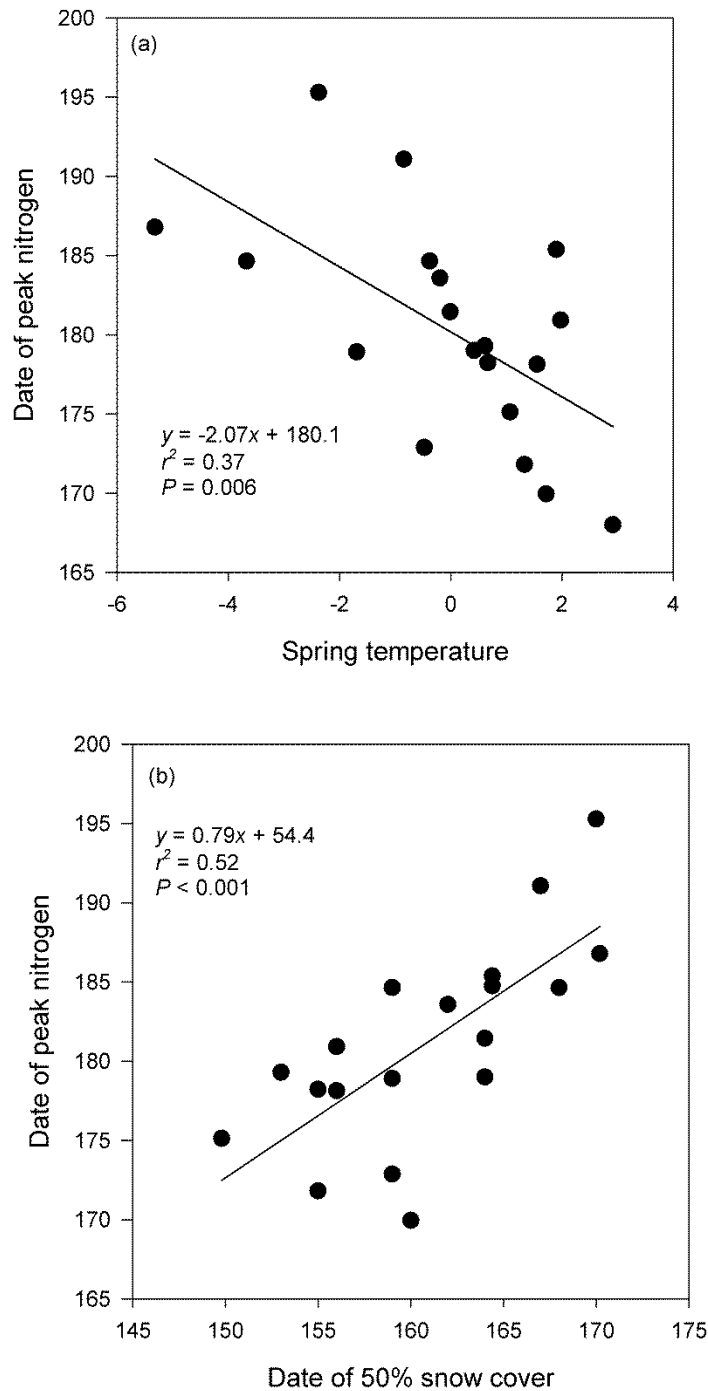 (a)
200
195
190
185
180
175
170
165
Date of peak nitrogen
y = -2.07x + 180.1
r² = 0.37
P = 0.006
-6 -4 -2 0 2 4
Spring temperature
(b)
200
195
190
185
180
175
170
165
Date of peak nitrogen
y = 0.79x + 54.4
r² = 0.52
P < 0.001
145 150 155 160 165 170 175
Date of 50% snow cover